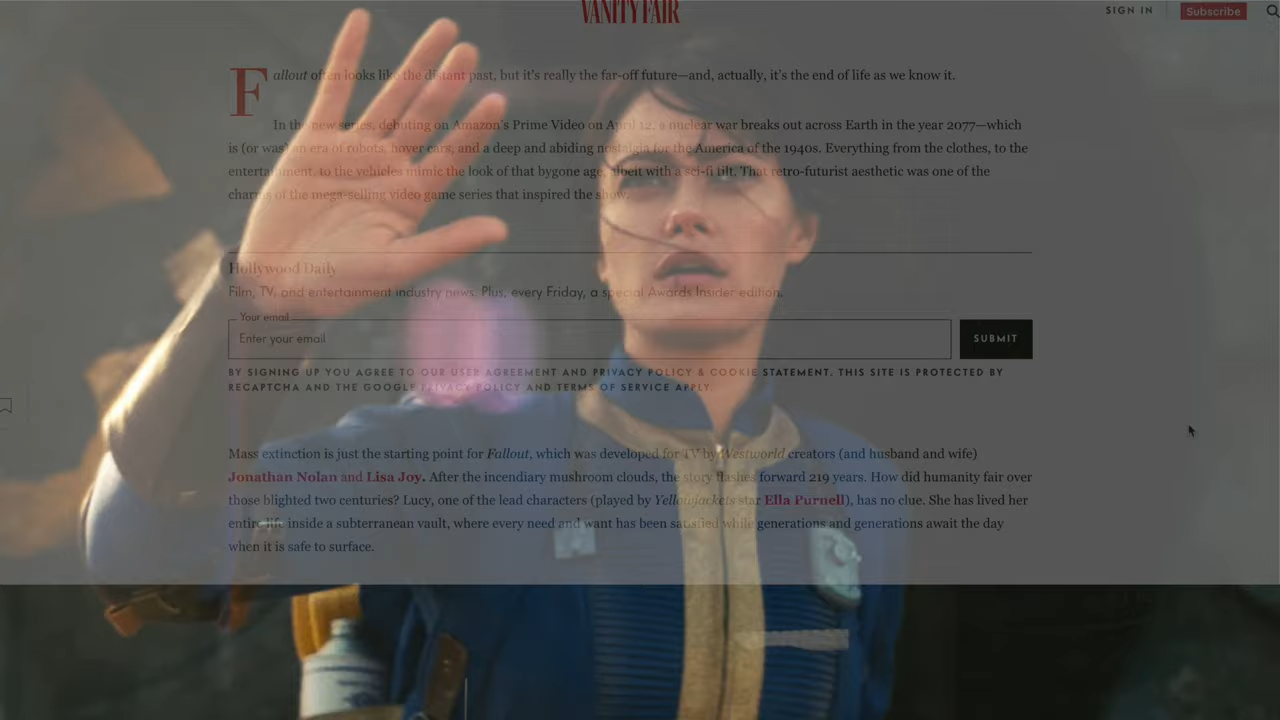 VANITY FAIR
SIGN IN
Subscribe
Fallout often looks like the distant past, but it's really the far-off future—and, actually, it's the end of life as we know it.
In the new series, debuting on Amazon's Prime Video on April 12, a nuclear war breaks out across Earth in the year 2077—which
is (or was) an era of robots, hover cars, and a deep and abiding nostalgia for the America of the 1940s. Everything from the clothes, to the
entertainment, to the vehicles mimic the look of that bygone age, albeit with a sci-fi tilt. That retro-futurist aesthetic was one of the
charms of the mega-selling video game series that inspired the show.
Hollywood Daily
Film, TV, and entertainment industry news. Plus, every Friday, a special Awards Insider edition.
Your email
Enter your email
SUBMIT
BY SIGNING UP YOU AGREE TO OUR USER AGREEMENT AND PRIVACY POLICY & COOKIE STATEMENT. THIS SITE IS PROTECTED BY
RECAPTCHA AND THE GOOGLE PRIVACY POLICY AND TERMS OF SERVICE APPLY.
Mass extinction is just the starting point for Fallout, which was developed for TV by Westworld creators (and husband and wife)
Jonathan Nolan and Lisa Joy. After the incendiary mushroom clouds, the story flashes forward 219 years. How did humanity fair over
those blighted two centuries? Lucy, one of the lead characters (played by Yellowjackets star Ella Purnell), has no clue. She has lived her
entire life inside a subterranean vault, where every need and want has been satisfied while generations and generations await the day
when it is safe to surface.